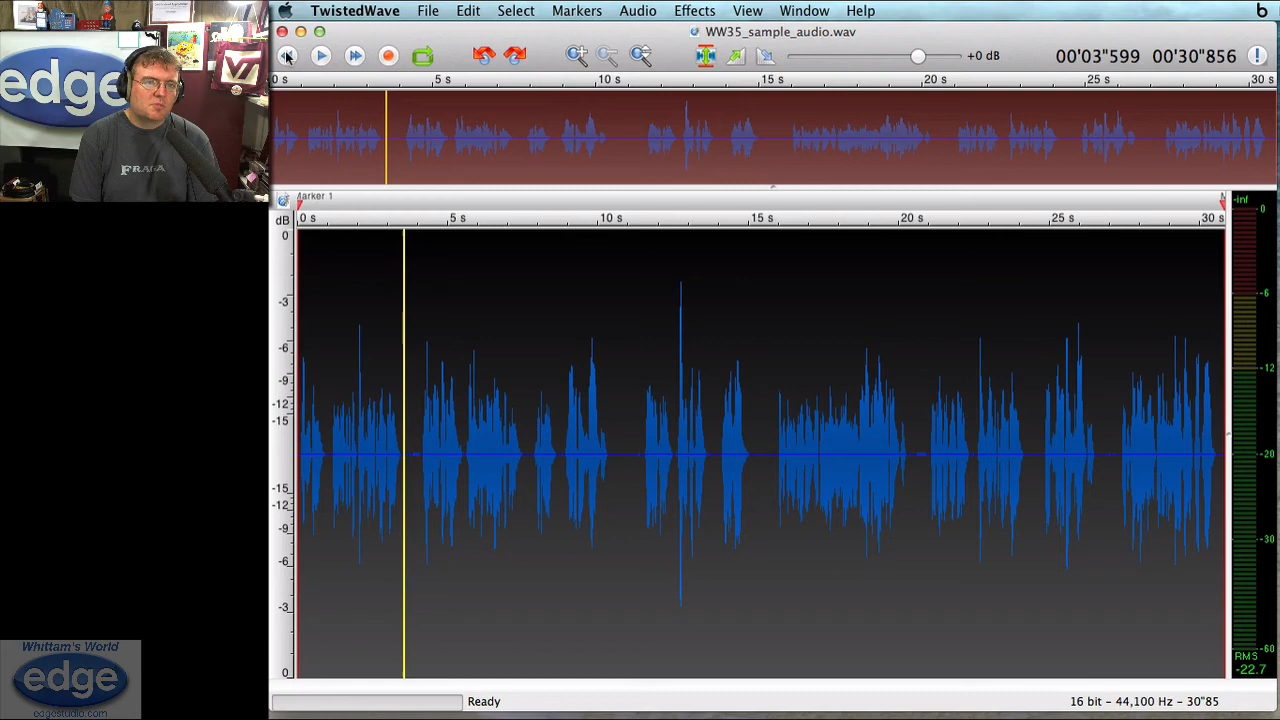 TwistedWave File Edit Select Markers Audio Effects View Window Help
WW35_sample_audio.wav
+0 dB 00'03"599 00'30"856
0 s 5 s 10 s 15 s 20 s 25 s 30 s
edge
VT
FRAGA
Marker 1
-inf
dB 0 s 5 s 10 s 15 s 20 s 25 s 30 s
0
-3
-6
-9
-12
-15
-20
-15
-12
-9
-6
-3
0
0
-6
-12
-20
-30
-60
RMS
-22.7
Whittam's World
edge
edgestudio.com
Ready
16 bit - 44,100 Hz - 30"85